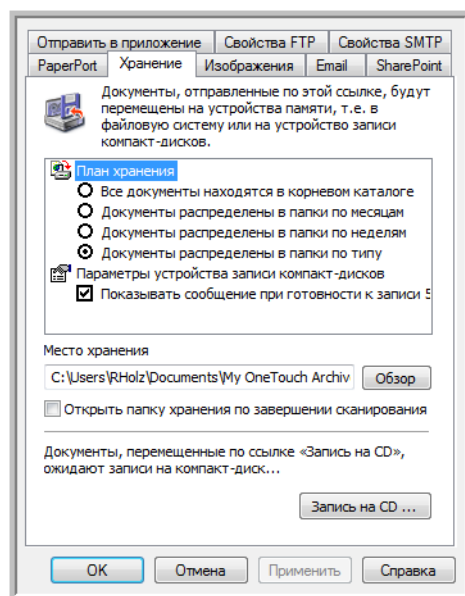 Отправить в приложение Свойства FTP Свойства SMTP
PaperPort Хранение Изображения Email SharePoint
Документы, отправленные по этой ссылке, будут
перемещены на устройства памяти, т.е. в
файловую систему или на устройство записи
компакт-дисков.
План хранения
Все документы находятся в корневом каталоге
Документы распределены в папки по месяцам
Документы распределены в папки по неделям
Документы распределены в папки по типу
Параметры устройства записи компакт-дисков
Показывать сообщение при готовности к записи 5
Место хранения
C:\Users\RHolz\Documents\My OneTouch Archiv Обзор
Открыть папку хранения по завершении сканирования
Документы, перемещенные по ссылке «Запись на CD»,
ожидают записи на компакт-диск...
Запись на CD ...
OK Отмена Применить Справка